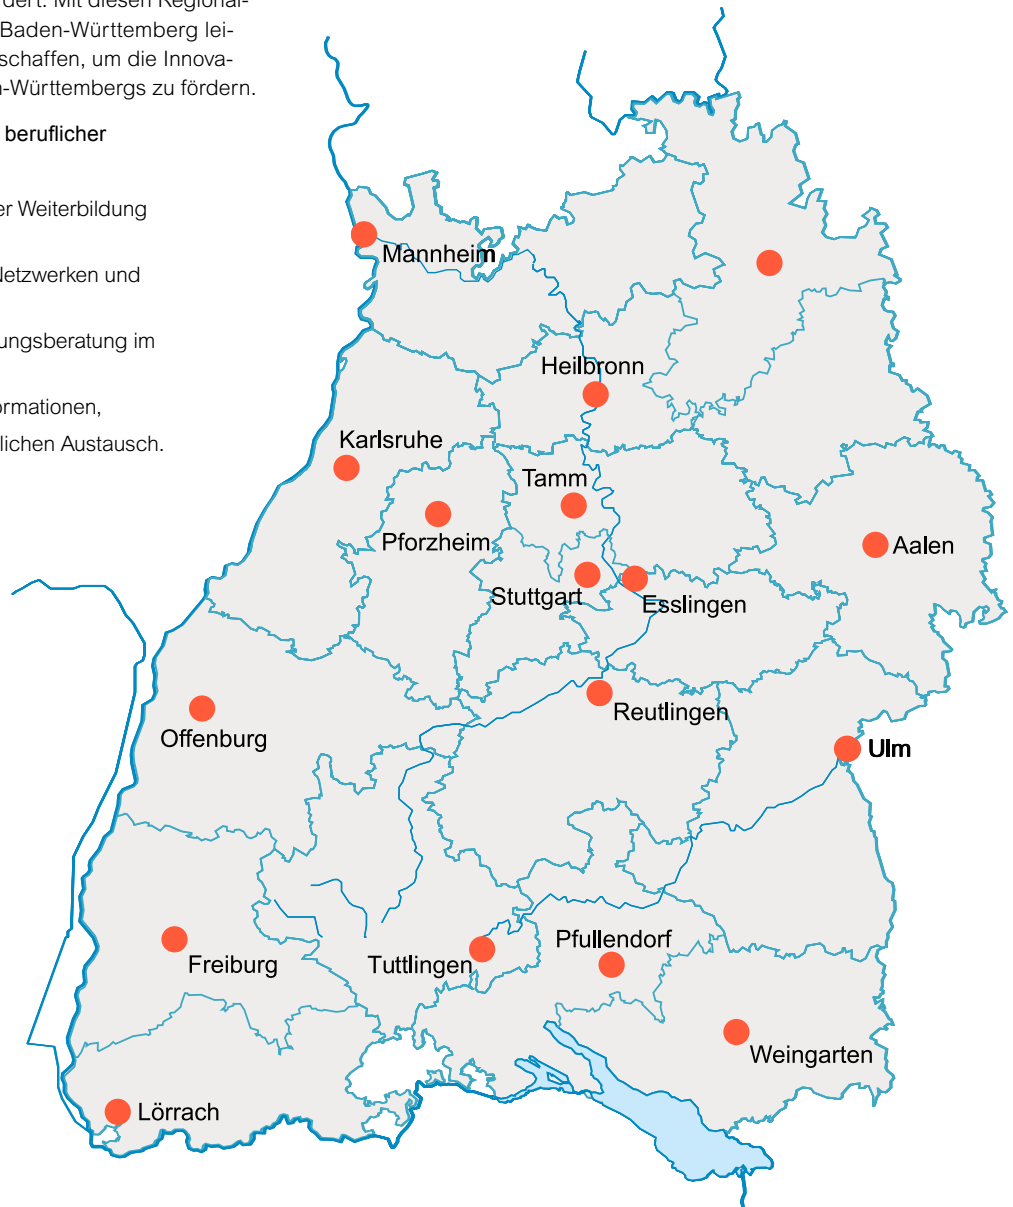 dert. Mit diesen Regional-
Baden-Württemberg lei-
schaffen, um die Innova-
n-Württembergs zu fördern.
beruflicher
er Weiterbildung
Netzwerken und
ungsberatung im
ormationen,
lichen Austausch.
Mannheim
Heilbronn
Karlsruhe
Tamm
Pforzheim
Aalen
Stuttgart
Esslingen
Reutlingen
Offenburg
Ulm
Pfullendorf
Freiburg
Tuttlingen
Weingarten
Lörrach